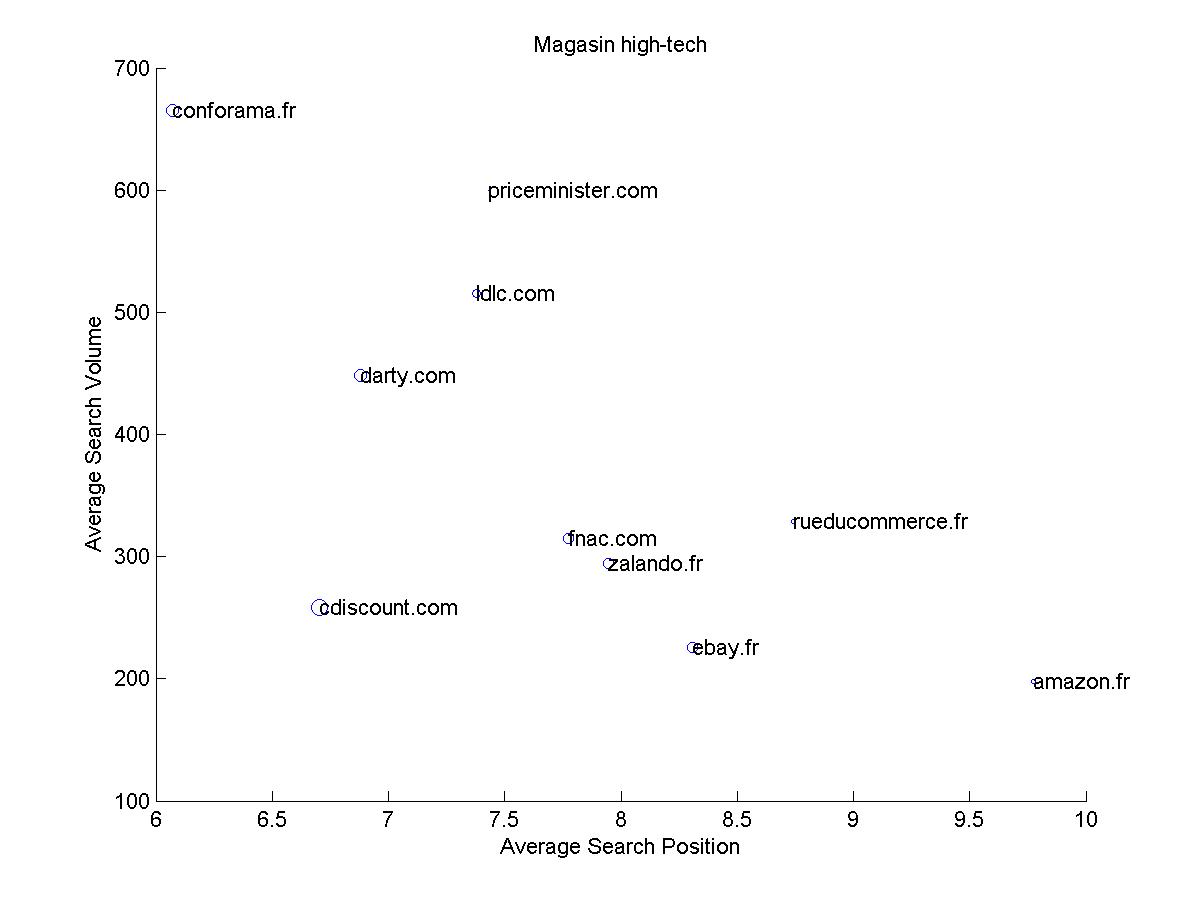 Magasin high-tech
700
conforama.fr
600
priceminister.com
ldlc.com
500
darty.com
400
Average Search Volume
rueducommerce.fr
fnac.com
300
zalando.fr
cdiscount.com
ebay.fr
200
amazon.fr
100
6 6.5 7 7.5 8 8.5 9 9.5 10
Average Search Position